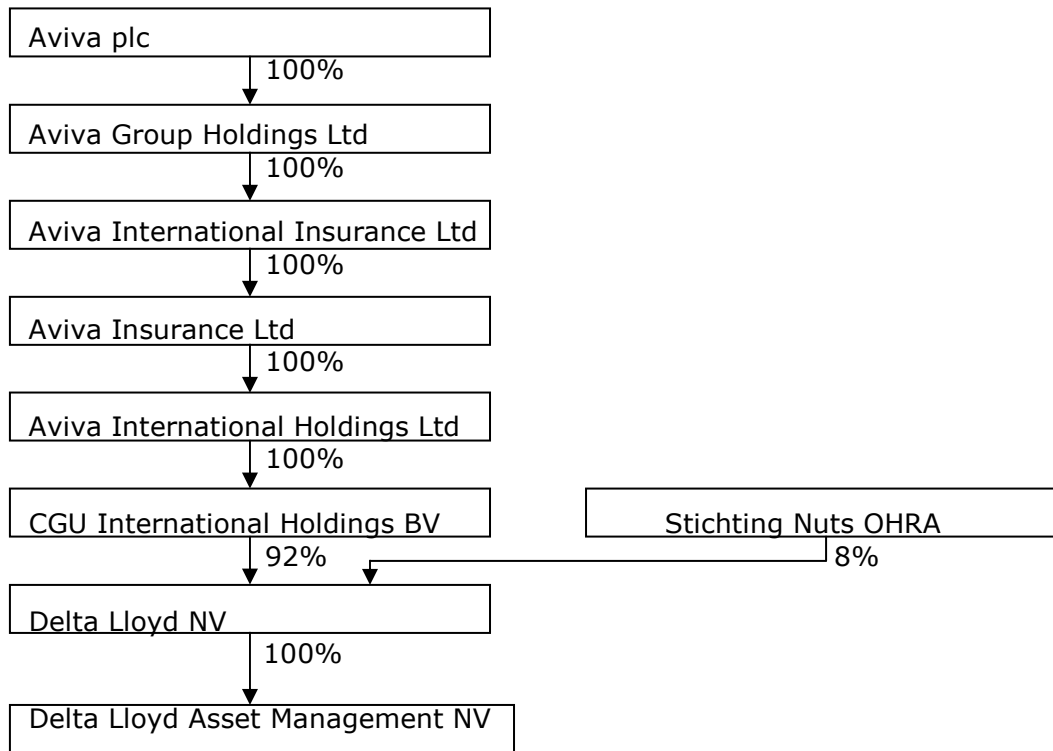 Aviva plc
100%
Aviva Group Holdings Ltd
100%
Aviva International Insurance Ltd
100%
Aviva Insurance Ltd
100%
Aviva International Holdings Ltd
100%
CGU International Holdings BV
Stichting Nuts OHRA
92%
8%
Delta Lloyd NV
100%
Delta Lloyd Asset Management NV